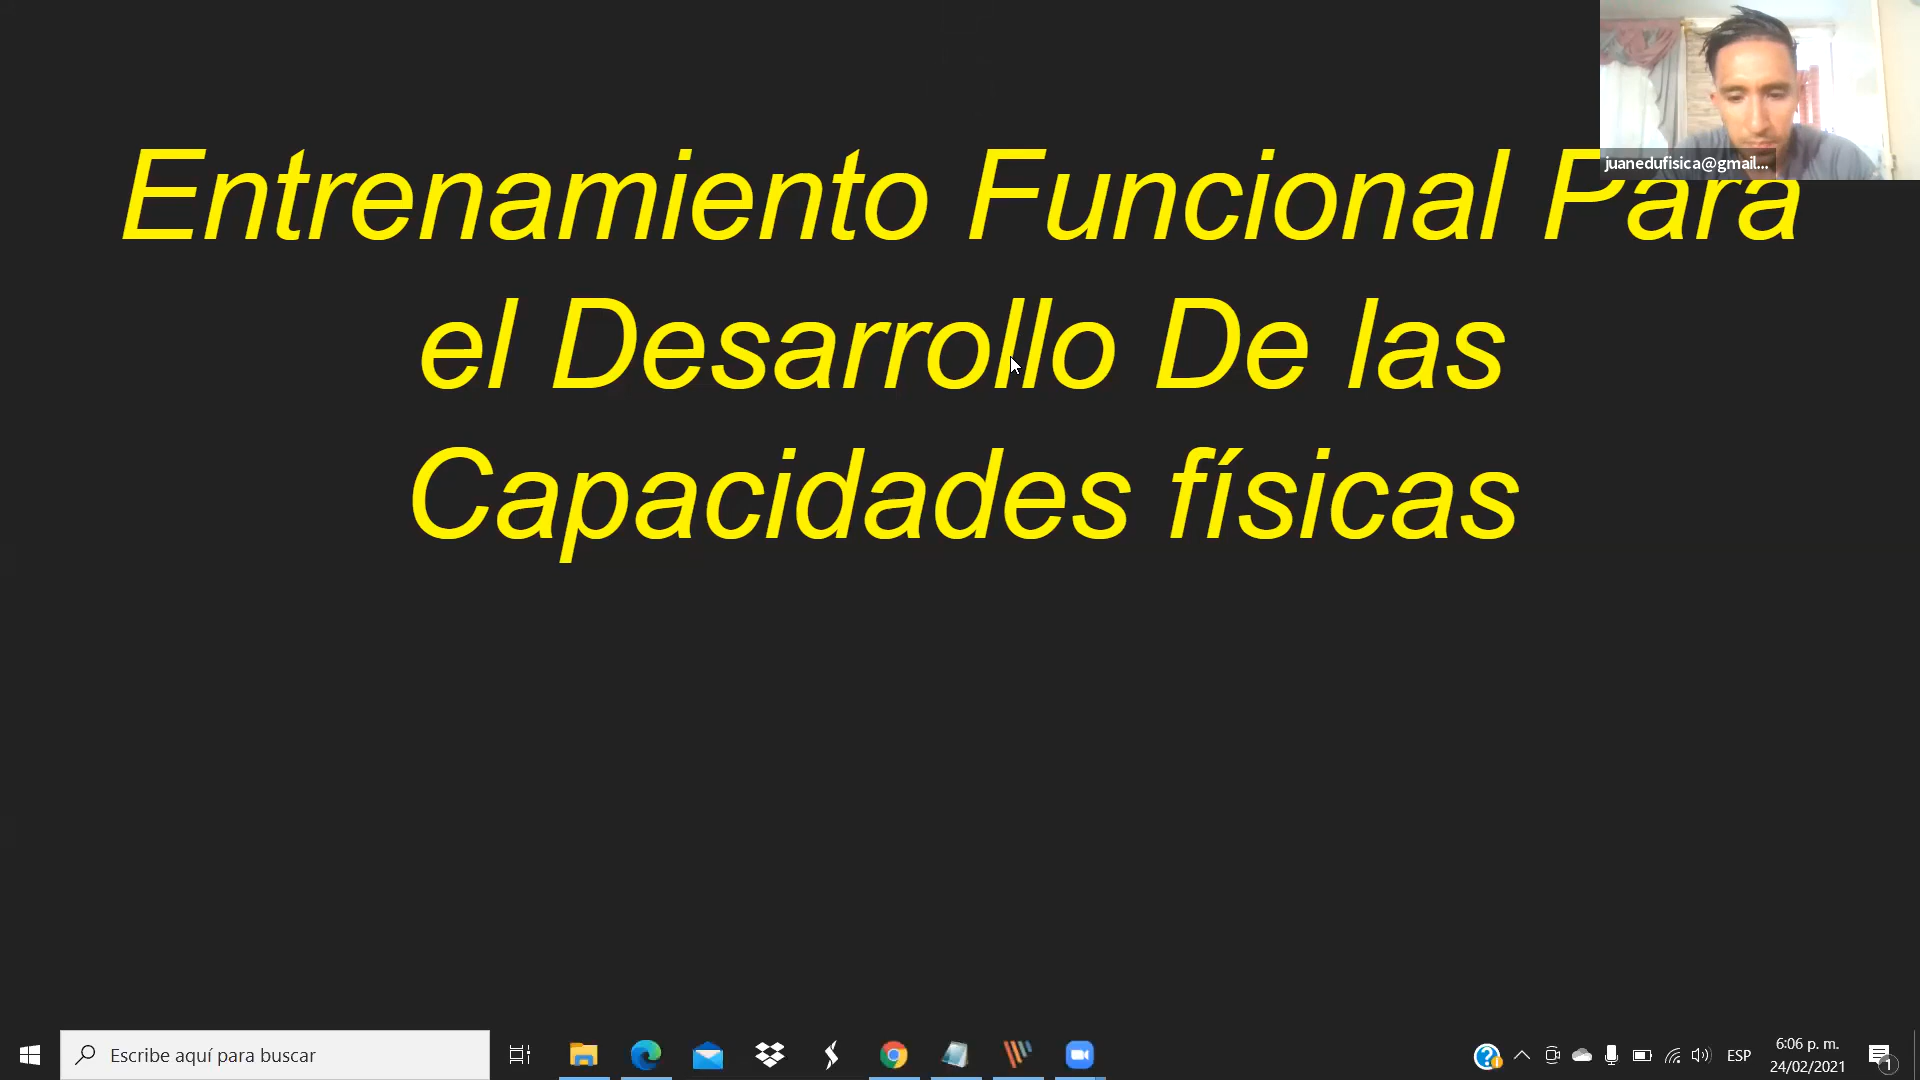 juanedufisica@gmail...
Entrenamiento Funcional Para
el Desarrollo De las
Capacidades físicas
Escribe aquí para buscar
ESP
6:06 p. m.
24/02/2021
1